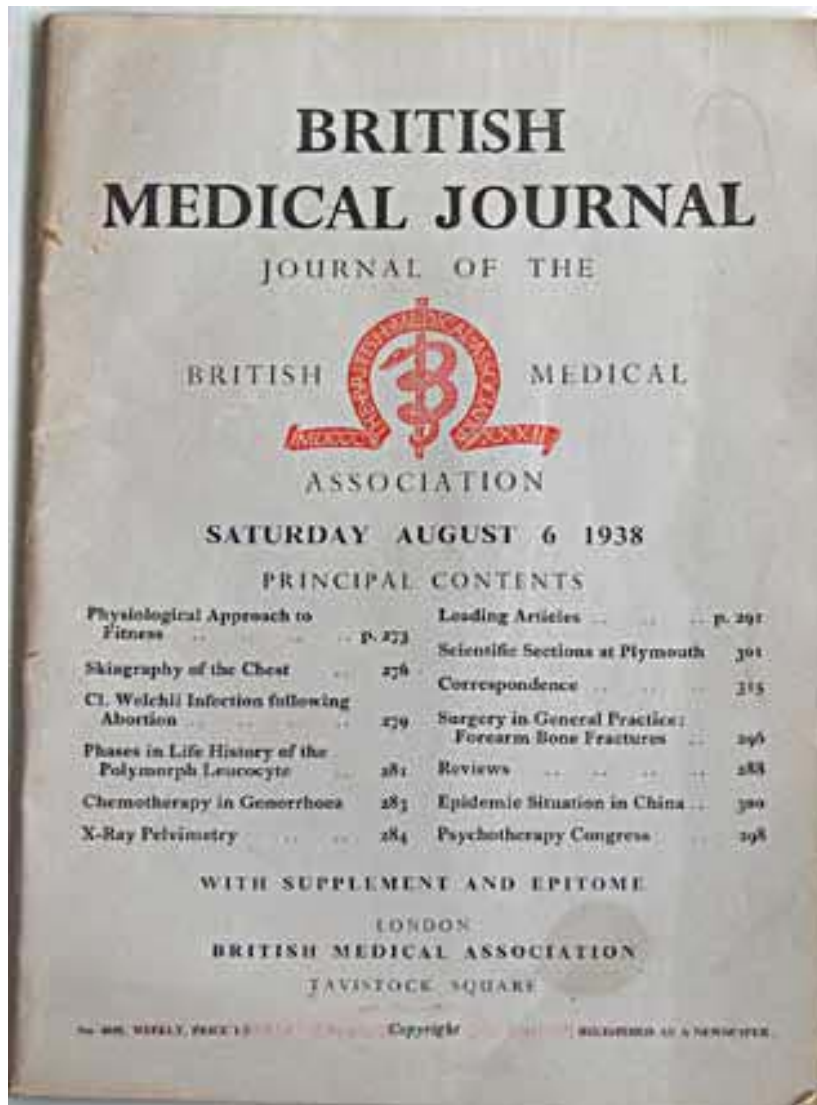 BRITISH
MEDICAL JOURNAL
JOURNAL OF THE
BRITISH MEDICAL
ASSOCIATION
SATURDAY AUGUST 6 1938
PRINCIPAL CONTENTS
Physiological Approach to
Fitness .. .. .. .. p. 273
Skiagraphy of the Chest .. 276
Cl. Welchii Infection following
Abortion .. .. .. .. 279
Phases in Life History of the
Polymorph Leucocyte .. 281
Chemotherapy in Gonorrhoea 283
X-Ray Pelvimetry .. .. .. 284
Leading Articles .. .. .. p. 291
Scientific Sections at Plymouth 301
Correspondence .. .. .. 315
Surgery in General Practice:
Forearm Bone Fractures .. 296
Reviews .. .. .. .. 288
Epidemic Situation in China .. 300
Psychotherapy Congress .. 298
WITH SUPPLEMENT AND EPITOME
LONDON
BRITISH MEDICAL ASSOCIATION
TAVISTOCK SQUARE
WEEKLY, PRICE Copyright REGISTERED AS A NEWSPAPER